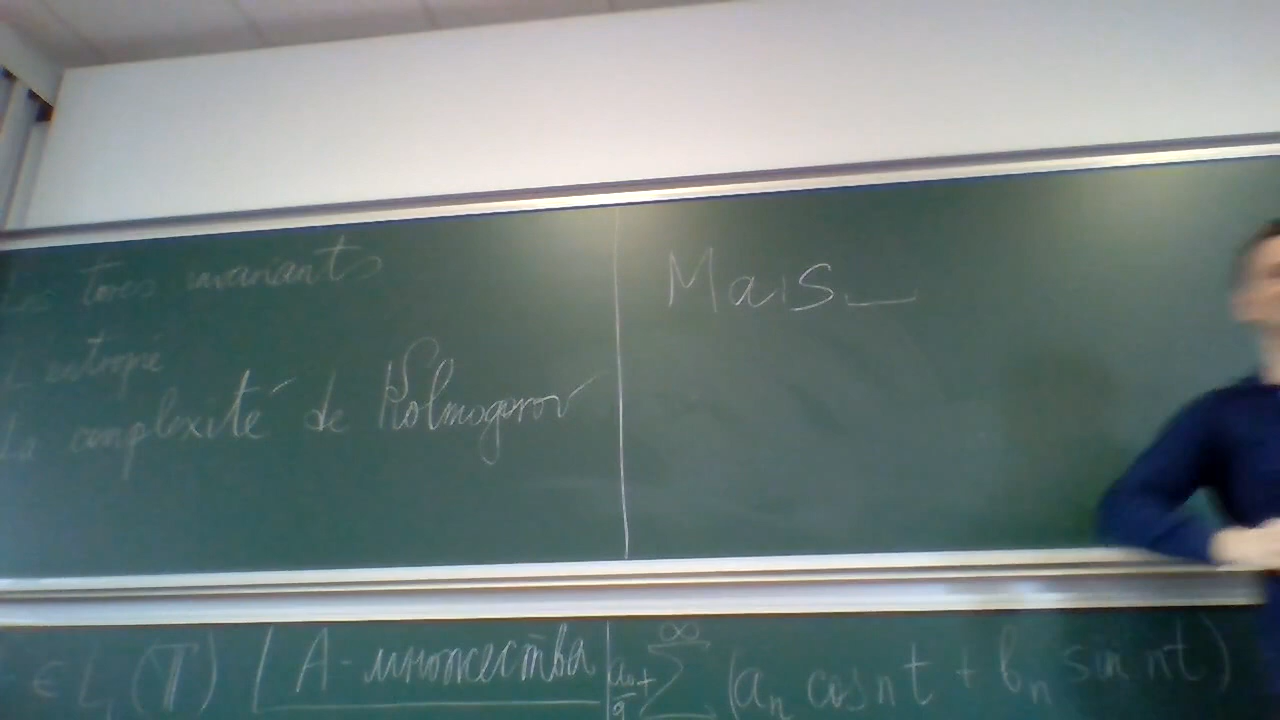 Les tores invariants
L'entropie
La complexité de Kolmogorov
Mais
∈ L₁(𝕋) (A-множества
a₀/2 + ∑^∞ (aₙ cos nt + bₙ sin nt)